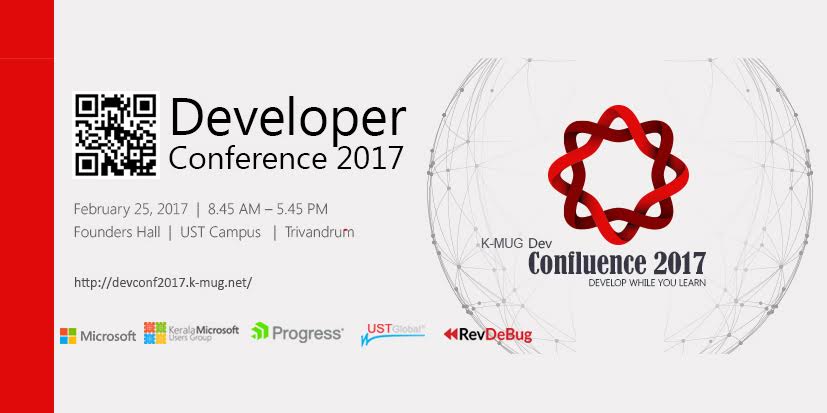 Developer
Conference 2017
February 25, 2017 | 8.45 AM – 5.45 PM
Founders Hall | UST Campus | Trivandrum
http://devconf2017.k-mug.net/
K-MUG Dev
Confluence 2017
DEVELOP WHILE YOU LEARN
Microsoft
Kerala Microsoft
Users Group
Progress®
UST
Global®
RevDeBug